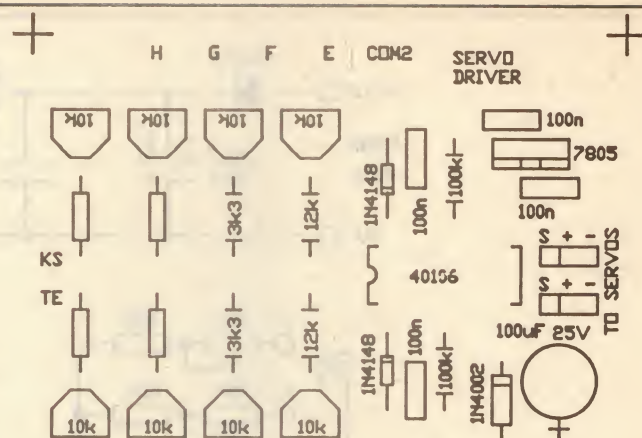 H G F E COM2
SERVO
DRIVER
10k 10k 10k 10k
100n
7805
100n
1N4148
100n
100k
3k3
12k
KS
TE
40106
S + -
S + -
TO SERVOS
3k3
12k
1N4148
100n
100k
100uF 25V
1N4002
10k 10k 10k 10k
+